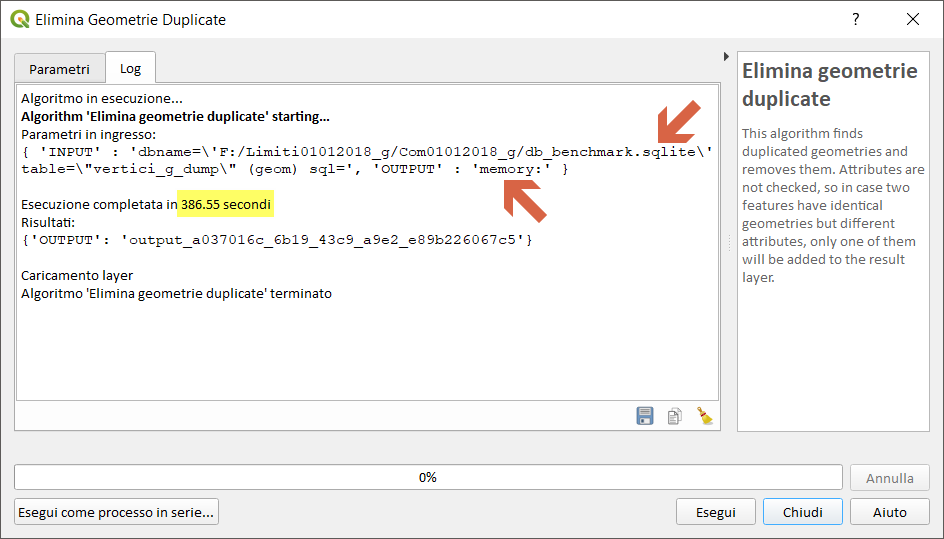 Elimina Geometrie Duplicate
?
Parametri
Log
Algoritmo in esecuzione...
Algorithm 'Elimina geometrie duplicate' starting...
Parametri in ingresso:
{ 'INPUT' : 'dbname=\'F:/Limiti01012018_g/Com01012018_g/db_benchmark.sqlite\'
table=\"vertici_g_dump\" (geom) sql=', 'OUTPUT' : 'memory:' }
Esecuzione completata in 386.55 secondi
Risultati:
{'OUTPUT': 'output_a037016c_6b19_43c9_a9e2_e89b226067c5'}
Caricamento layer
Algoritmo 'Elimina geometrie duplicate' terminato
Elimina geometrie
duplicate
This algorithm finds
duplicated geometries and
removes them. Attributes are
not checked, so in case two
features have identical
geometries but different
attributes, only one of them
will be added to the result
layer.
0%
Annulla
Esegui come processo in serie...
Esegui
Chiudi
Aiuto